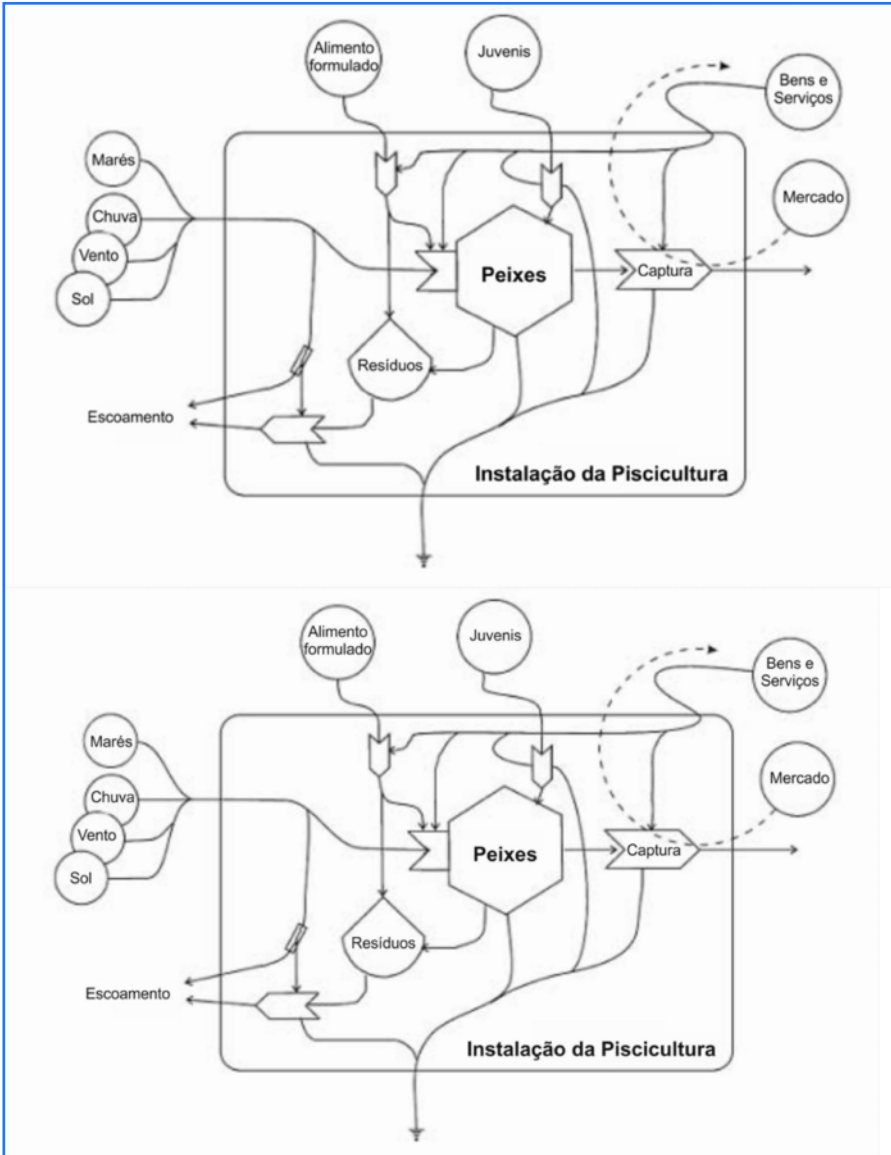 Alimento
formulado
Juvenis
Bens e
Serviços
Marés
Chuva
Mercado
Vento
Captura
Peixes
Sol
Resíduos
Escoamento
Instalação da Piscicultura
Alimento
formulado
Juvenis
Bens e
Serviços
Marés
Chuva
Mercado
Vento
Captura
Peixes
Sol
Resíduos
Escoamento
Instalação da Piscicultura